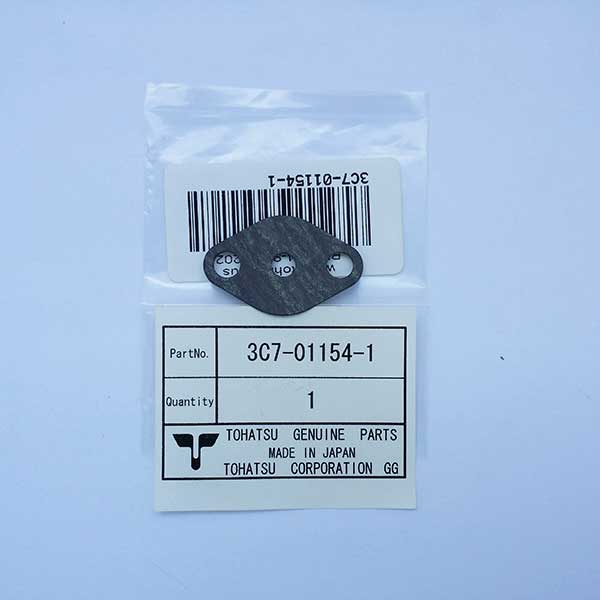 3C7-01154-1
PartNo. 3C7-01154-1
Quantity 1
TOHATSU GENUINE PARTS
MADE IN JAPAN
TOHATSU CORPORATION GG